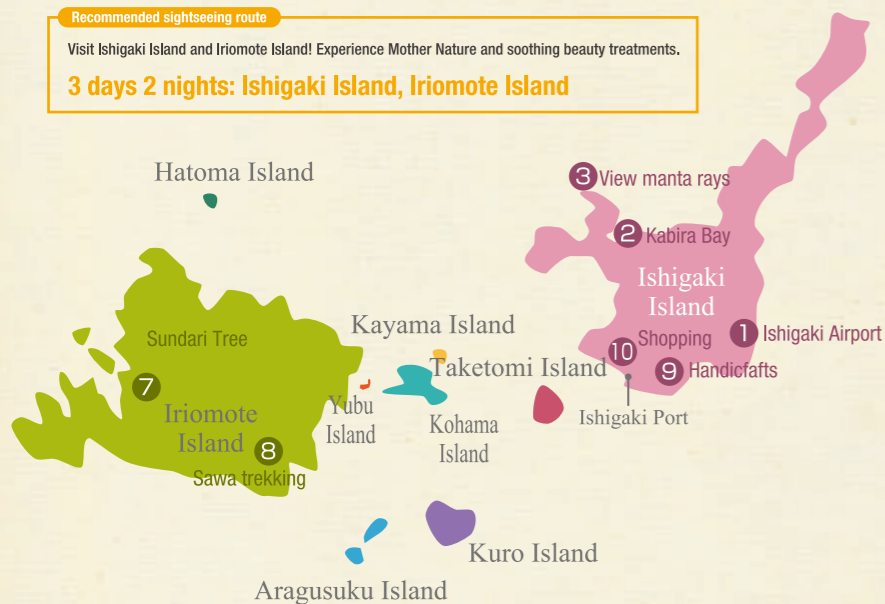 Recommended sightseeing route
Visit Ishigaki Island and Iriomote Island! Experience Mother Nature and soothing beauty treatments.
3 days 2 nights: Ishigaki Island, Iriomote Island
Hatoma Island
3 View manta rays
2 Kabira Bay
Ishigaki
Island
1 Ishigaki Airport
Shopping
10
9 Handicfafts
Ishigaki Port
Kayama Island
Taketomi Island
Sundari Tree
7
Yubu
Island
Kohama
Island
Iriomote
Island
8
Sawa trekking
Kuro Island
Aragusuku Island